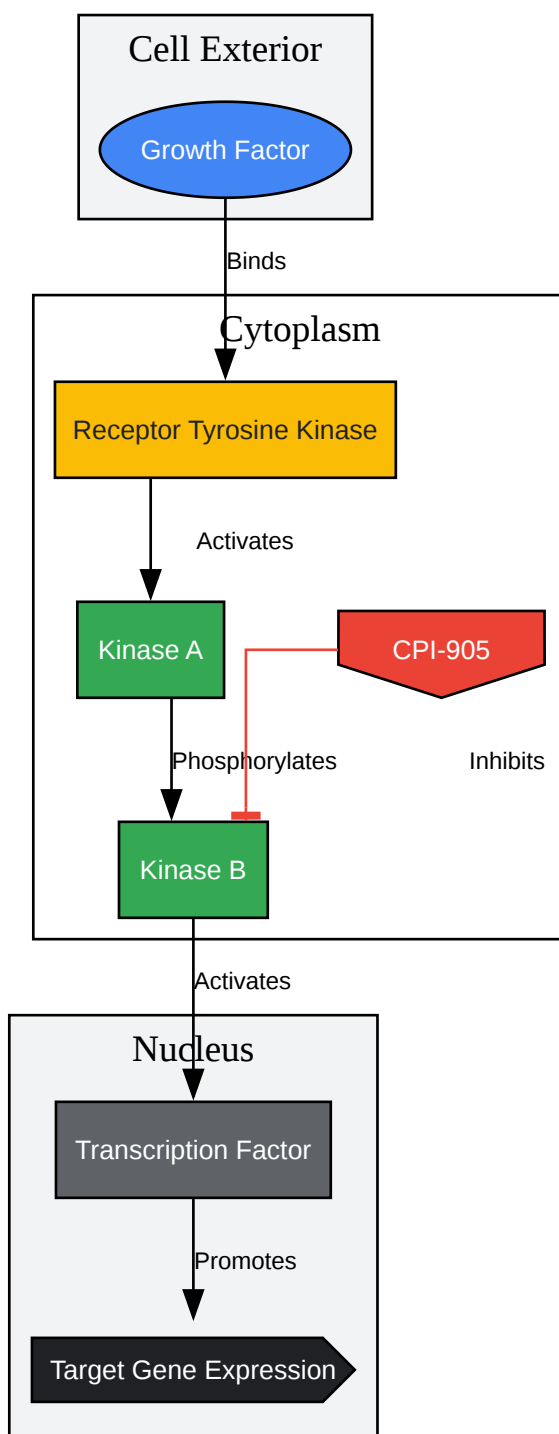 Cell Exterior
Growth Factor
Binds
Cytoplasm
Receptor Tyrosine Kinase
Activates
Kinase A
CPI-905
Phosphorylates
Inhibits
Kinase B
Activates
Nucleus
Transcription Factor
Promotes
Target Gene Expression